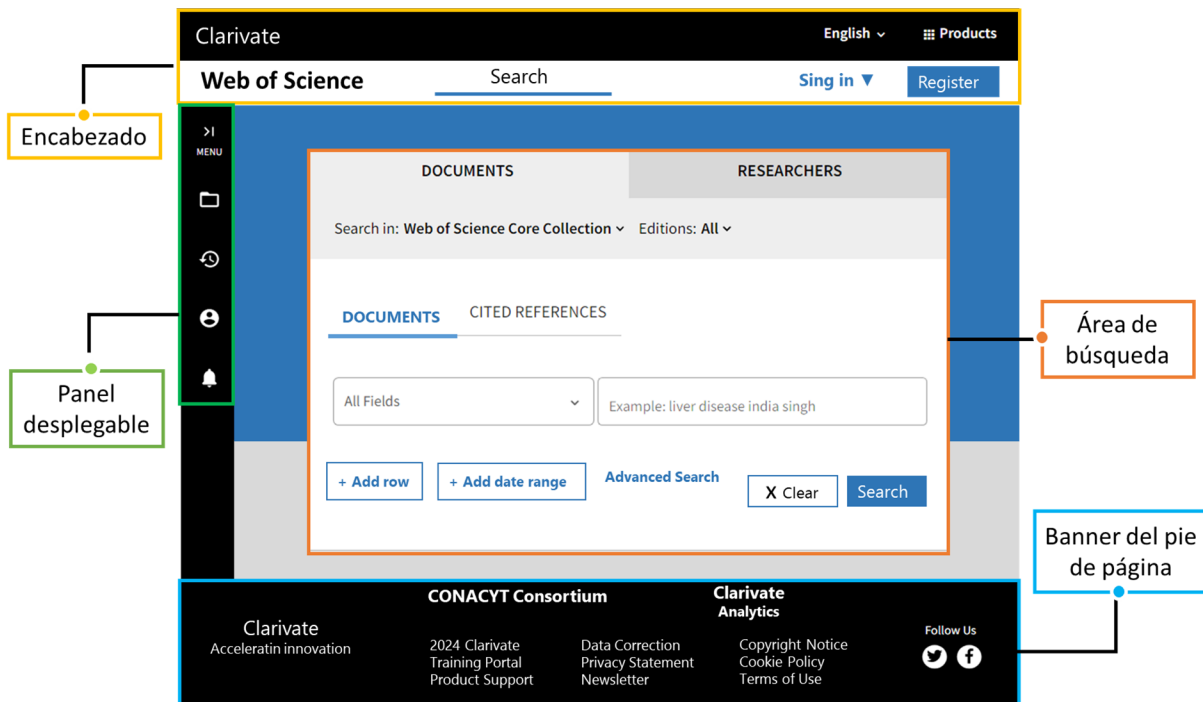 Clarivate
English
Products
Web of Science
Search
Sing in
Register
Encabezado
MENU
DOCUMENTS
RESEARCHERS
Search in: Web of Science Core Collection
Editions: All
DOCUMENTS
CITED REFERENCES
Área de
búsqueda
Panel
desplegable
All Fields
Example: liver disease india singh
+ Add row
+ Add date range
Advanced Search
X Clear
Search
Banner del pie
de página
Clarivate
Acceleratin innovation
CONACYT Consortium
2024 Clarivate
Training Portal
Product Support
Data Correction
Privacy Statement
Newsletter
Clarivate
Analytics
Copyright Notice
Cookie Policy
Terms of Use
Follow Us